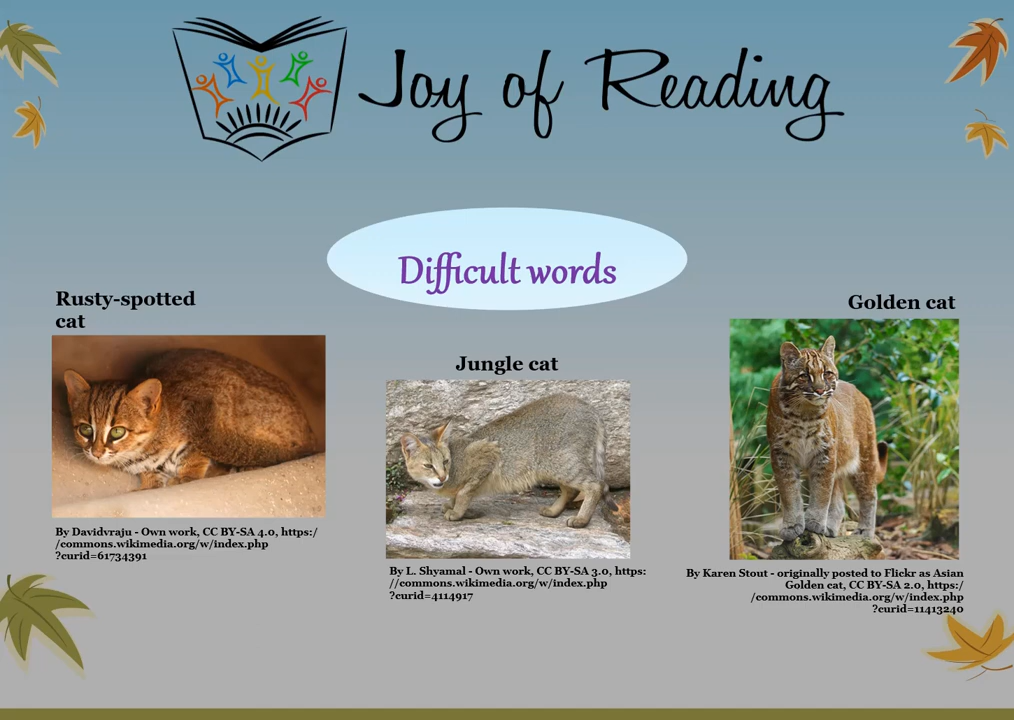 Joy of Reading
Difficult words
Rusty-spotted
cat
By Davidvraju - Own work, CC BY-SA 4.0, https:/
/commons.wikimedia.org/w/index.php
?curid=61734391
Jungle cat
By L. Shyamal - Own work, CC BY-SA 3.0, https:
//commons.wikimedia.org/w/index.php
?curid=4114917
Golden cat
By Karen Stout - originally posted to Flickr as Asian
Golden cat, CC BY-SA 2.0, https:/
/commons.wikimedia.org/w/index.php
?curid=11413240